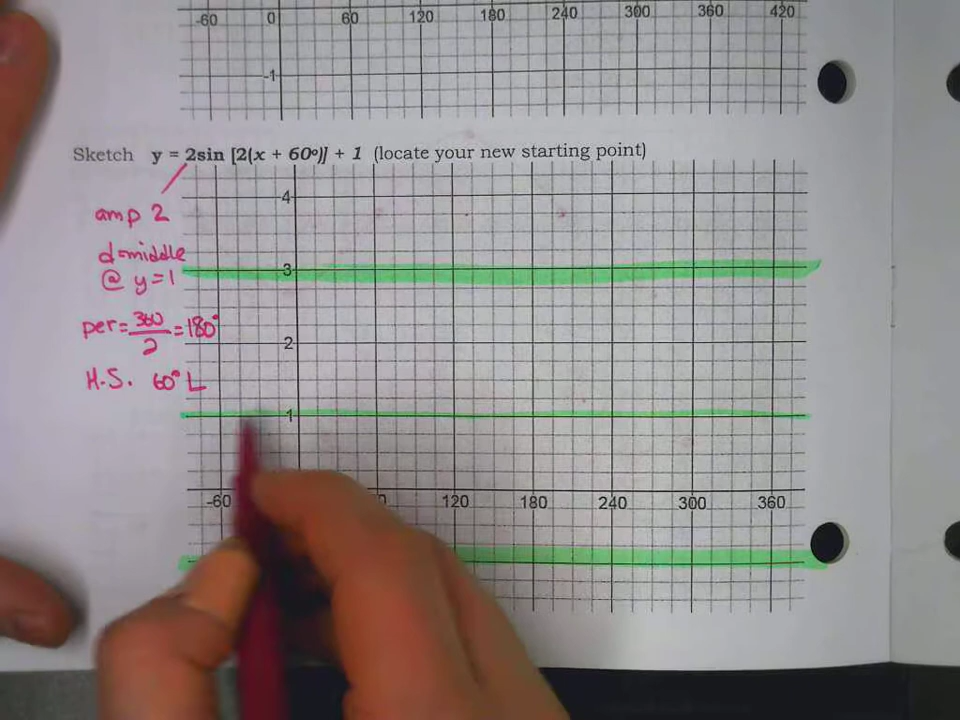 -60 0 60 120 180 240 300 360 420
-1
Sketch y = 2sin [2(x + 60º)] + 1 (locate your new starting point)
4
amp 2
d=middle
@ y=1
3
per=360/2=180°
2
H.S. 60° L
1
-60 120 180 240 300 360